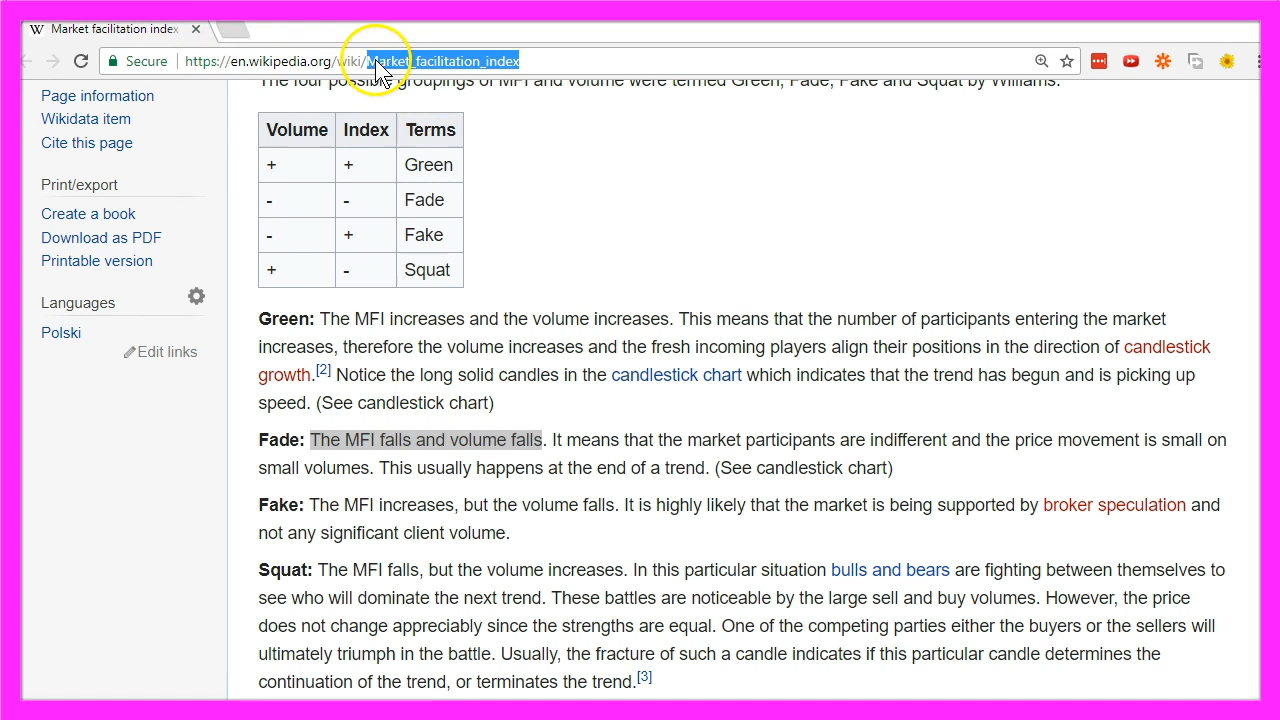 Market facilitation index
Secure
https://en.wikipedia.org/wiki/Market_facilitation_index
The four possible groupings of MFI and volume were termed Green, Fade, Fake and Squat by Williams.
Page information
Wikidata item
Cite this page
Print/export
Create a book
Download as PDF
Printable version
Languages
Polski
Edit links
Volume Index Terms
+ + Green
- - Fade
- + Fake
+ - Squat
Green: The MFI increases and the volume increases. This means that the number of participants entering the market
increases, therefore the volume increases and the fresh incoming players align their positions in the direction of candlestick
growth.[2] Notice the long solid candles in the candlestick chart which indicates that the trend has begun and is picking up
speed. (See candlestick chart)
Fade: The MFI falls and volume falls. It means that the market participants are indifferent and the price movement is small on
small volumes. This usually happens at the end of a trend. (See candlestick chart)
Fake: The MFI increases, but the volume falls. It is highly likely that the market is being supported by broker speculation and
not any significant client volume.
Squat: The MFI falls, but the volume increases. In this particular situation bulls and bears are fighting between themselves to
see who will dominate the next trend. These battles are noticeable by the large sell and buy volumes. However, the price
does not change appreciably since the strengths are equal. One of the competing parties either the buyers or the sellers will
ultimately triumph in the battle. Usually, the fracture of such a candle indicates if this particular candle determines the
continuation of the trend, or terminates the trend.[3]